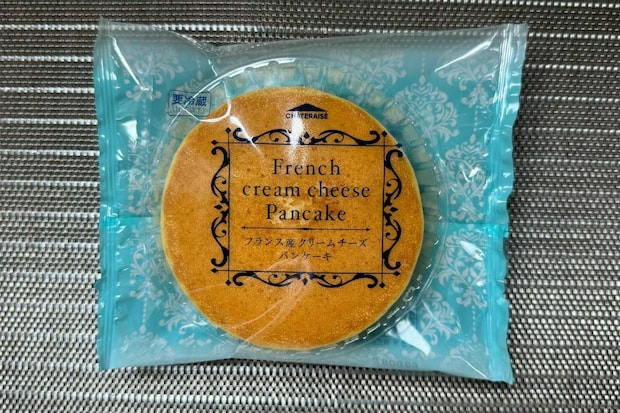 要冷蔵
CHATERAISÉ
French
cream cheese
Pancake
フランス産クリームチーズ
パンケーキ